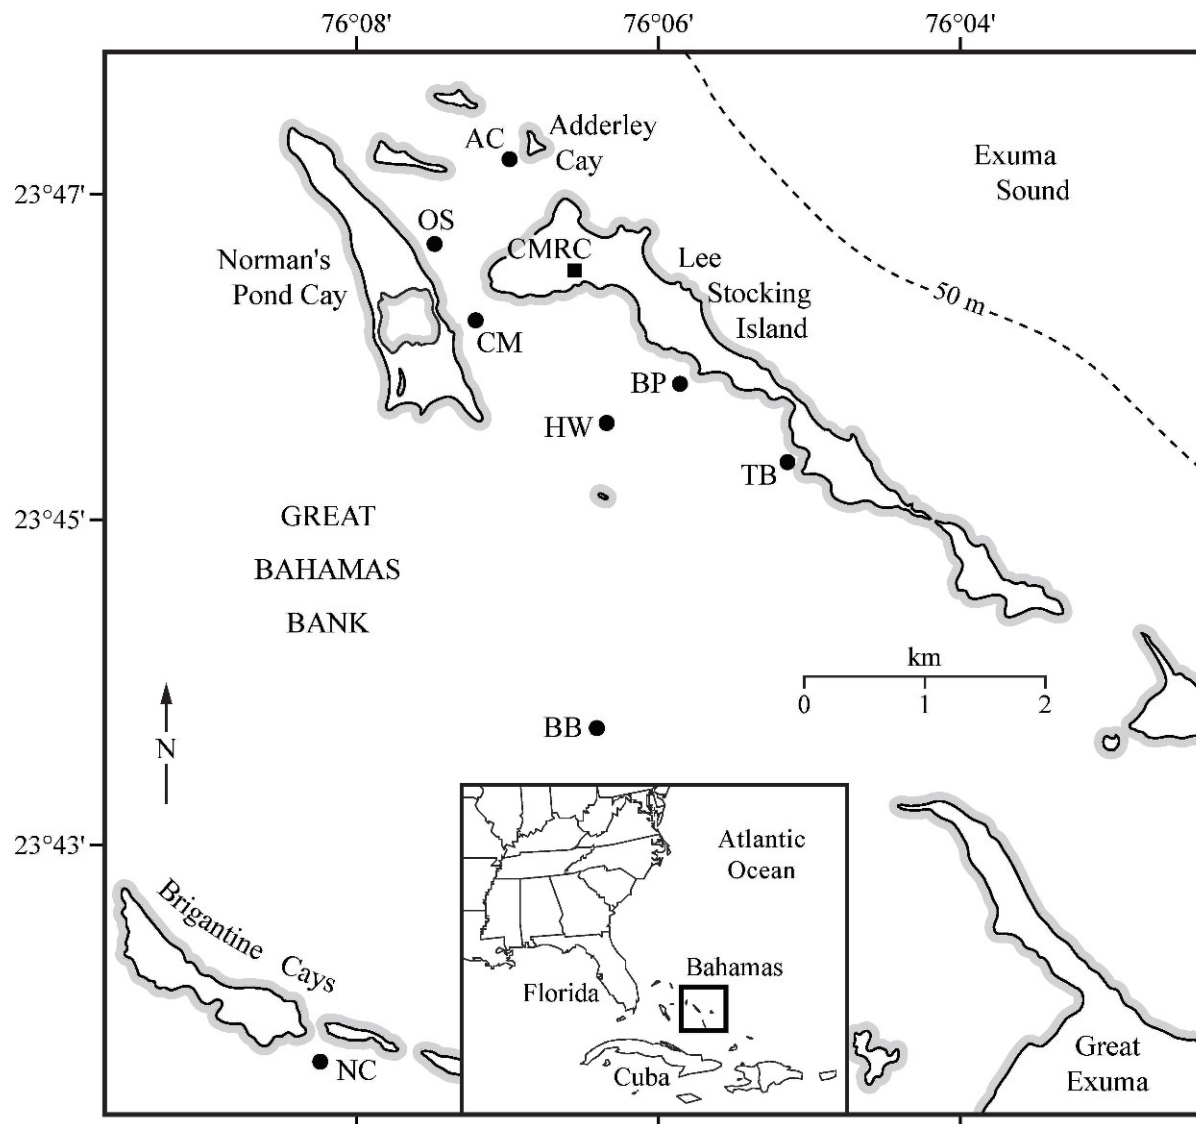 76°08'
76°06'
76°04'
AC
Adderley
Cay
Exuma
Sound
23°47'
OS
CMRC
Norman's
Pond Cay
Lee
Stocking
Island
50 m
CM
BP
HW
TB
23°45'
GREAT
BAHAMAS
BANK
km
0
1
2
N
BB
23°43'
Atlantic
Ocean
Brigantine Cays
Bahamas
Florida
Cuba
NC
Great
Exuma